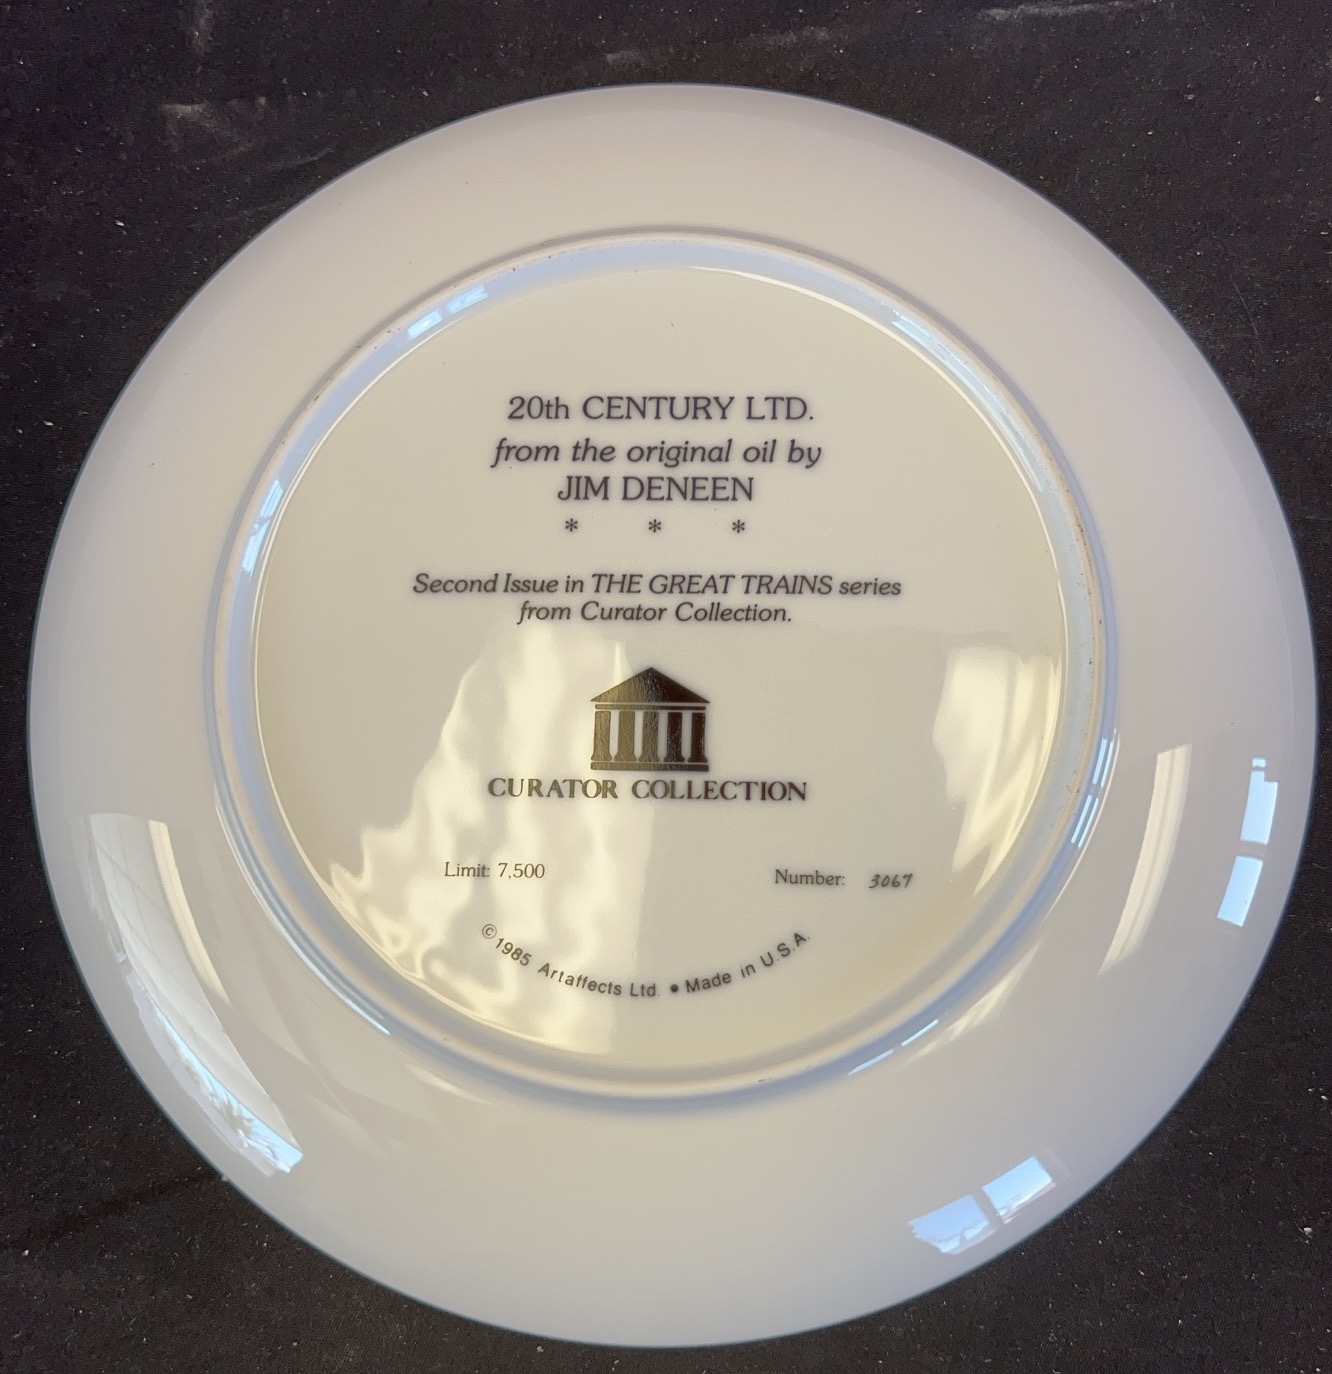 20th CENTURY LTD.
from the original oil by
JIM DENEEN
* * *
Second Issue in THE GREAT TRAINS series
from Curator Collection.
CURATOR COLLECTION
Limit: 7,500
Number: 3067
©1985 Artaffects Ltd. • Made in U.S.A.